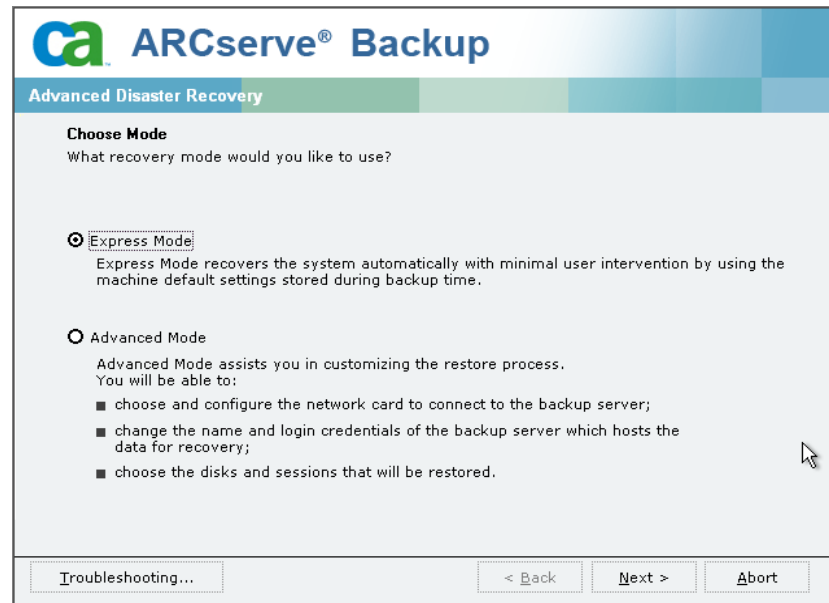 ca ARCserve® Backup
Advanced Disaster Recovery
Choose Mode
What recovery mode would you like to use?
Express Mode
Express Mode recovers the system automatically with minimal user intervention by using the
machine default settings stored during backup time.
Advanced Mode
Advanced Mode assists you in customizing the restore process.
You will be able to:
choose and configure the network card to connect to the backup server;
change the name and login credentials of the backup server which hosts the
data for recovery;
choose the disks and sessions that will be restored.
Troubleshooting... < Back Next > Abort